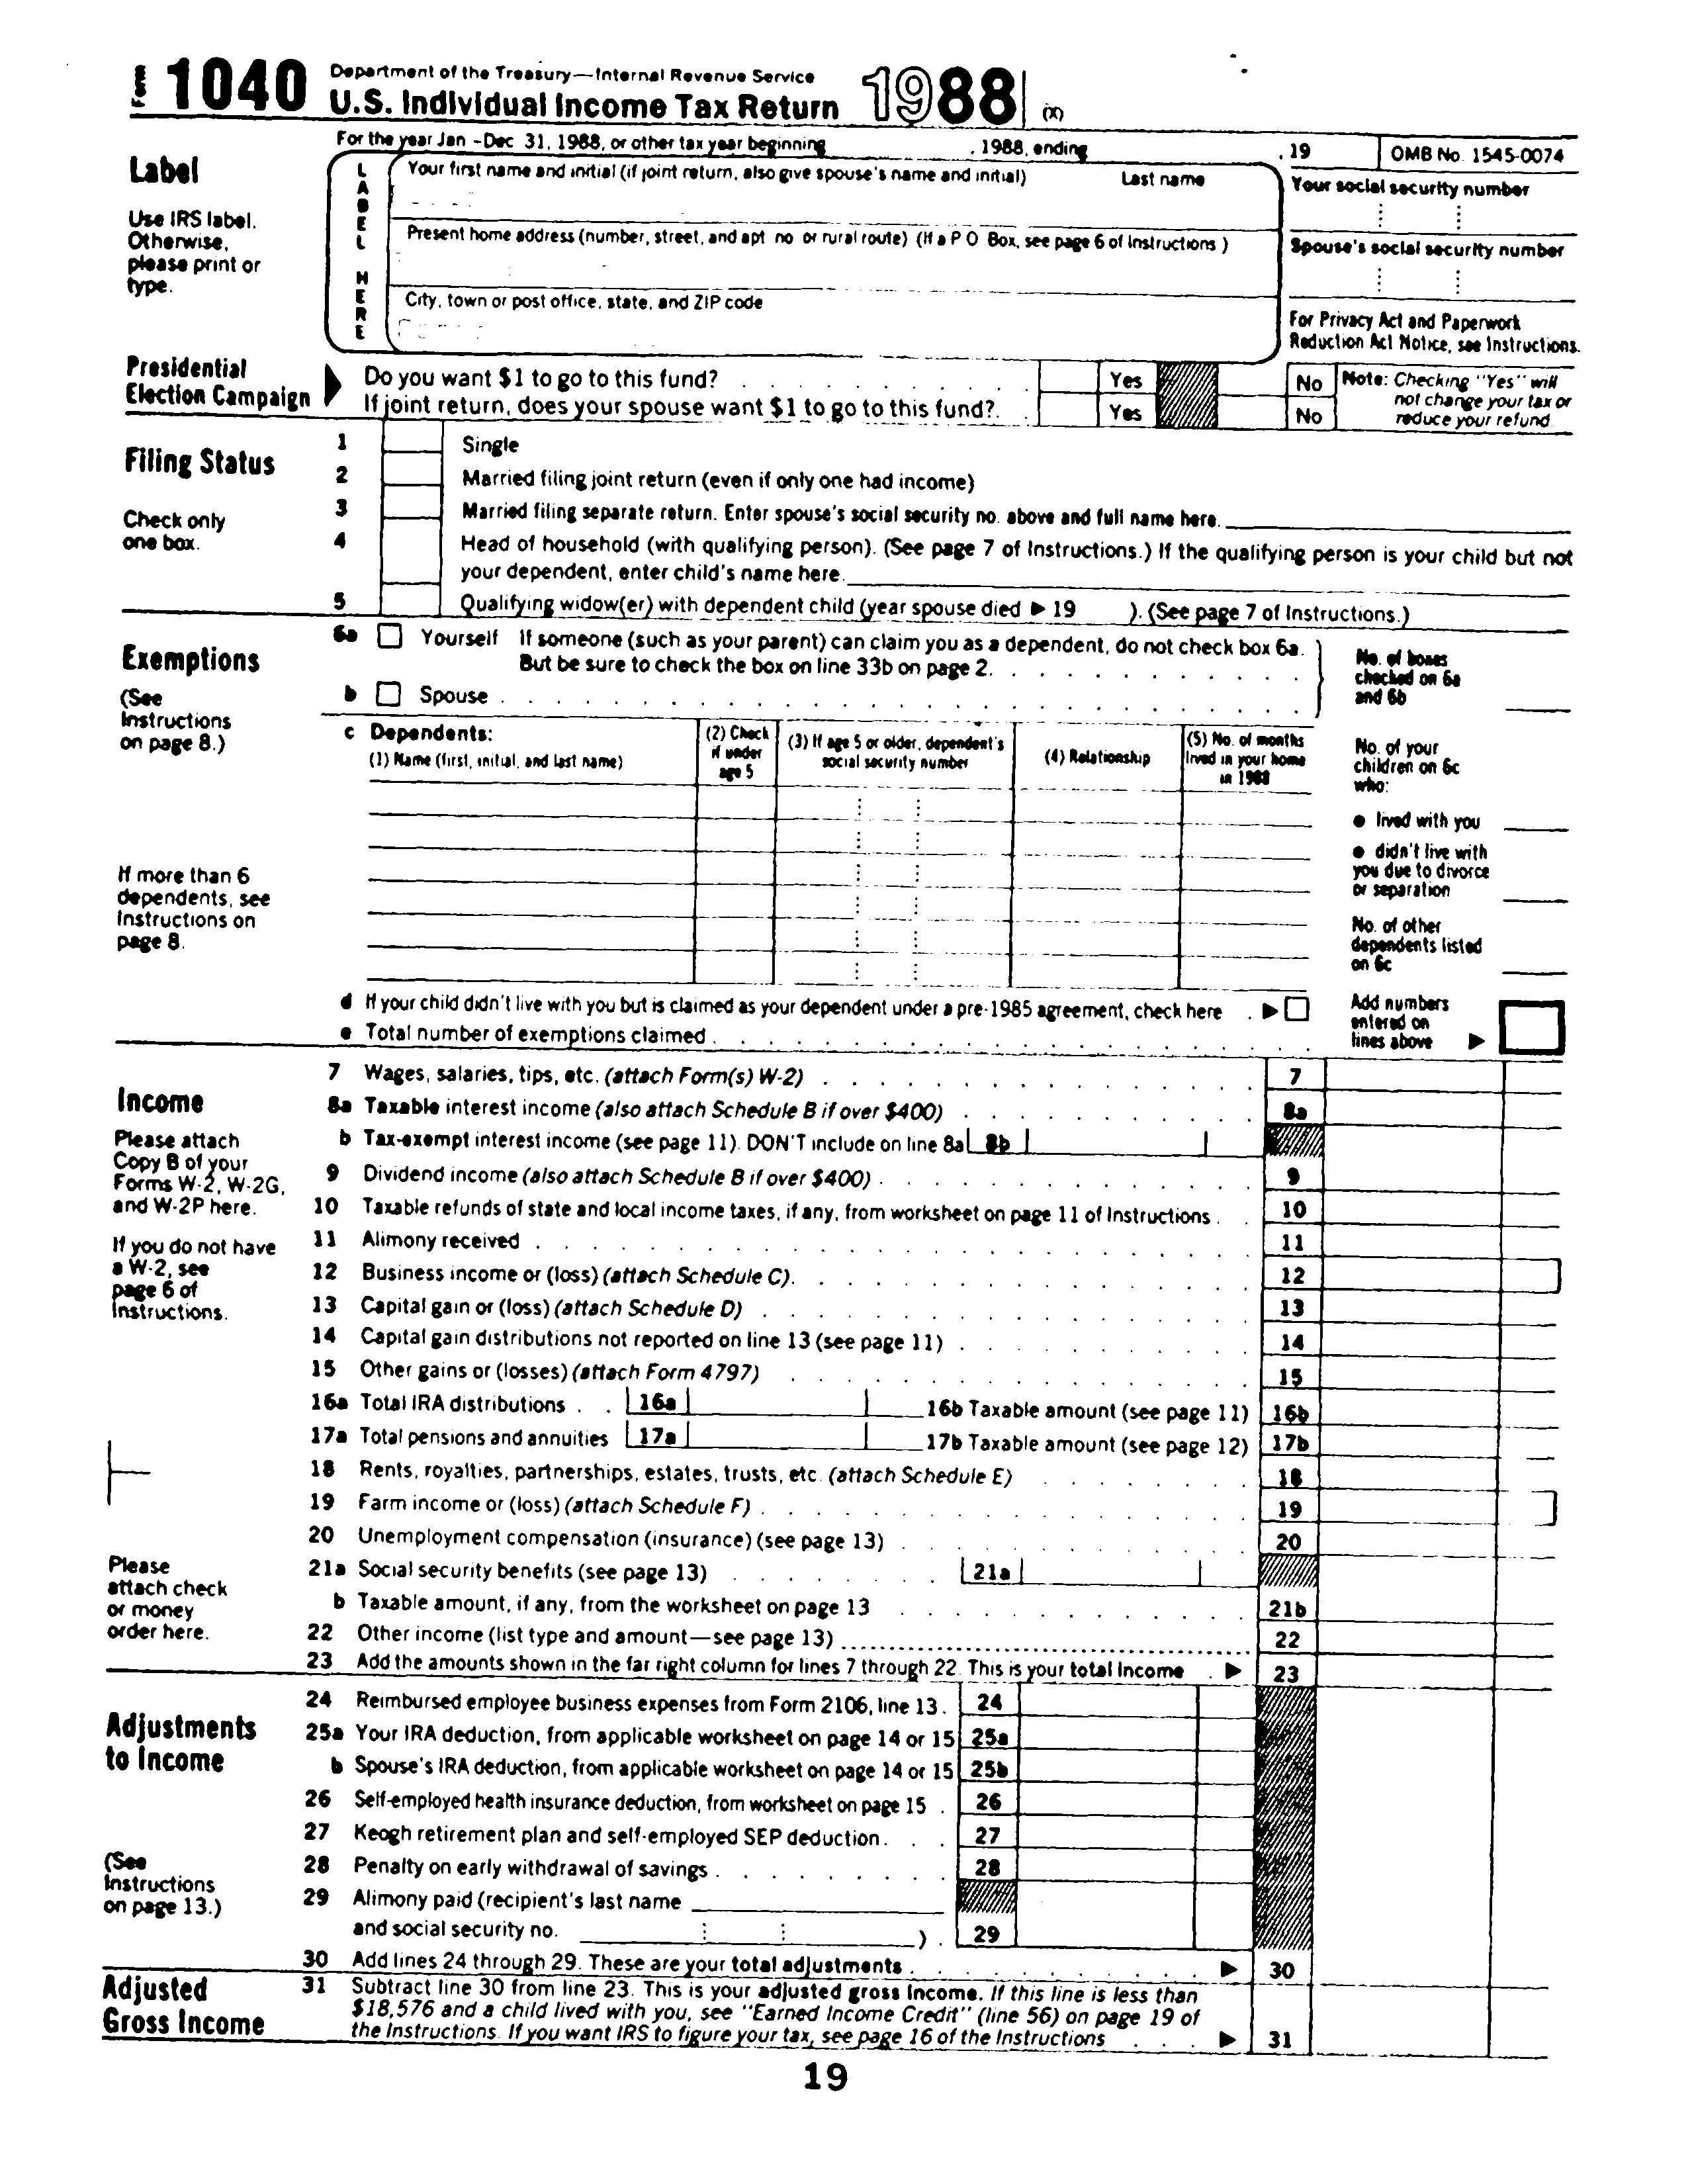 Form 1040 Department of the Treasury—Internal Revenue Service
U.S. Individual Income Tax Return 1988 (X)
For the year Jan -Dec 31, 1988, or other tax year beginning , 1988, ending , 19 OMB No. 1545-0074
Label
Use IRS label.
Otherwise,
please print or
type.
LABEL HERE
Your first name and initial (if joint return, also give spouse's name and initial) Last name
Your social security number
Present home address (number, street, and apt no or rural route) (If a P O Box, see page 6 of Instructions )
Spouse's social security number
City, town or post office, state, and ZIP code
For Privacy Act and Paperwork
Reduction Act Notice, see Instructions.
Presidential
Election Campaign
Do you want $1 to go to this fund? Yes No
If joint return, does your spouse want $1 to go to this fund? Yes No
Note: Checking "Yes" will
not change your tax or
reduce your refund
Filing Status
Check only
one box.
1 Single
2 Married filing joint return (even if only one had income)
3 Married filing separate return. Enter spouse's social security no. above and full name here.
4 Head of household (with qualifying person). (See page 7 of Instructions.) If the qualifying person is your child but not
your dependent, enter child's name here.
5 Qualifying widow(er) with dependent child (year spouse died ▶ 19 ). (See page 7 of Instructions.)
Exemptions
(See
Instructions
on page 8.)
6a Yourself If someone (such as your parent) can claim you as a dependent, do not check box 6a.
But be sure to check the box on line 33b on page 2.
b Spouse
No. of boxes
checked on 6a
and 6b
c Dependents:
(1) Name (first, initial, and last name)
(2) Check
if under
age 5
(3) If age 5 or older, dependent's
social security number
(4) Relationship
(5) No. of months
lived in your home
in 1988
No. of your
children on 6c
who:
● lived with you
● didn't live with
you due to divorce
or separation
No. of other
dependents listed
on 6c
If more than 6
dependents, see
Instructions on
page 8.
d If your child didn't live with you but is claimed as your dependent under a pre-1985 agreement, check here . ▶
e Total number of exemptions claimed
Add numbers
entered on
lines above ▶
Income
Please attach
Copy B of your
Forms W-2, W-2G,
and W-2P here.
If you do not have
a W-2, see
page 6 of
Instructions.
Please
attach check
or money
order here.
7 Wages, salaries, tips, etc. (attach Form(s) W-2) 7
8a Taxable interest income (also attach Schedule B if over $400) 8a
b Tax-exempt interest income (see page 11). DON'T include on line 8a 8b
9 Dividend income (also attach Schedule B if over $400) 9
10 Taxable refunds of state and local income taxes, if any, from worksheet on page 11 of Instructions 10
11 Alimony received 11
12 Business income or (loss) (attach Schedule C). 12
13 Capital gain or (loss) (attach Schedule D) 13
14 Capital gain distributions not reported on line 13 (see page 11) 14
15 Other gains or (losses) (attach Form 4797) 15
16a Total IRA distributions 16a 16b Taxable amount (see page 11) 16b
17a Total pensions and annuities 17a 17b Taxable amount (see page 12) 17b
18 Rents, royalties, partnerships, estates, trusts, etc. (attach Schedule E) 18
19 Farm income or (loss) (attach Schedule F) 19
20 Unemployment compensation (insurance) (see page 13) 20
21a Social security benefits (see page 13) 21a
b Taxable amount, if any, from the worksheet on page 13 21b
22 Other income (list type and amount—see page 13) 22
23 Add the amounts shown in the far right column for lines 7 through 22. This is your total income ▶ 23
Adjustments
to Income
(See
Instructions
on page 13.)
24 Reimbursed employee business expenses from Form 2106, line 13. 24
25a Your IRA deduction, from applicable worksheet on page 14 or 15 25a
b Spouse's IRA deduction, from applicable worksheet on page 14 or 15 25b
26 Self-employed health insurance deduction, from worksheet on page 15 26
27 Keogh retirement plan and self-employed SEP deduction 27
28 Penalty on early withdrawal of savings 28
29 Alimony paid (recipient's last name
and social security no. ) 29
30 Add lines 24 through 29. These are your total adjustments ▶ 30
Adjusted
Gross Income
31 Subtract line 30 from line 23. This is your adjusted gross income. If this line is less than
$18,576 and a child lived with you, see "Earned Income Credit" (line 56) on page 19 of
the Instructions. If you want IRS to figure your tax, see page 16 of the Instructions ▶ 31
19